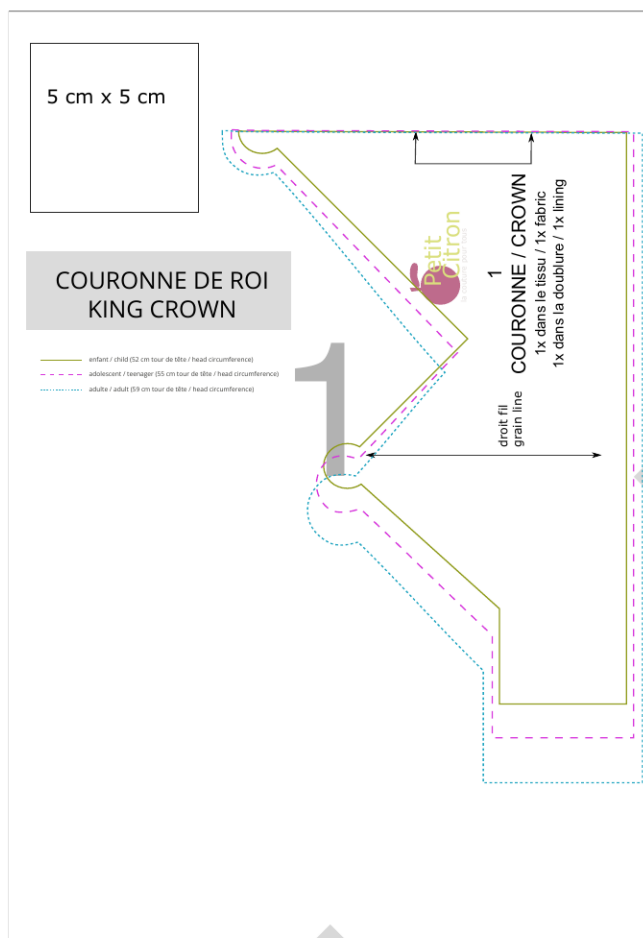 5 cm x 5 cm
COURONNE DE ROI
KING CROWN
enfant / child (52 cm tour de tête / head circumference)
adolescent / teenager (55 cm tour de tête / head circumference)
adulte / adult (59 cm tour de tête / head circumference)
1
Petit
Citron
1
COURONNE / CROWN
1x dans le tissu / 1x fabric
1x dans la doublure / 1x lining
droit fil
grain line